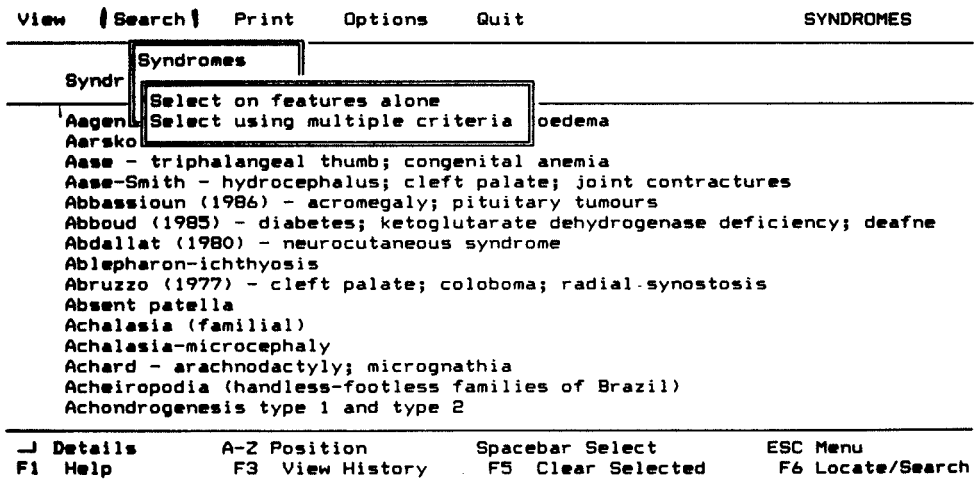 View Search Print Options Quit SYNDROMES
Syndromes
Syndr
Select on features alone
Aagen Select using multiple criteria oedema
Aarsko
Aase - triphalangeal thumb; congenital anemia
Aase-Smith - hydrocephalus; cleft palate; joint contractures
Abbassioun (1986) - acromegaly; pituitary tumours
Abboud (1985) - diabetes; ketoglutarate dehydrogenase deficiency; deafne
Abdallat (1980) - neurocutaneous syndrome
Ablepharon-ichthyosis
Abruzzo (1977) - cleft palate; coloboma; radial synostosis
Absent patella
Achalasia (familial)
Achalasia-microcephaly
Achard - arachnodactyly; micrognathia
Acheiropodia (handless-footless families of Brazil)
Achondrogenesis type 1 and type 2
↵ Details A-Z Position Spacebar Select ESC Menu
F1 Help F3 View History F5 Clear Selected F6 Locate/Search